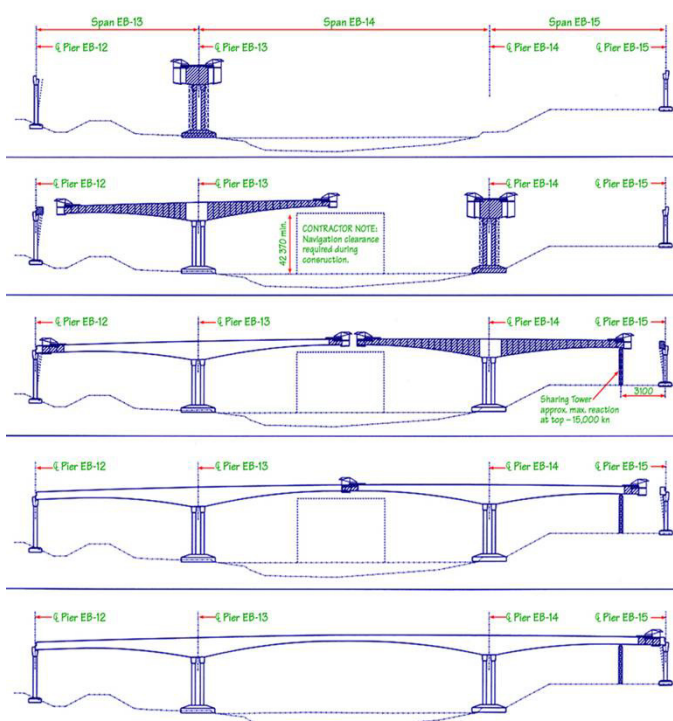 Span EB-13
Span EB-14
Span EB-15
℄ Pier EB-12
℄ Pier EB-13
℄ Pier EB-14
℄ Pier EB-15
℄ Pier EB-12
℄ Pier EB-13
℄ Pier EB-14
℄ Pier EB-15
42 370 min.
CONTRACTOR NOTE:
Navigation clearance
required during
construction.
℄ Pier EB-12
℄ Pier EB-13
℄ Pier EB-14
℄ Pier EB-15
Sharing Tower
approx. max. reaction
at top ~ 15,000 kn
3100
℄ Pier EB-12
℄ Pier EB-13
℄ Pier EB-14
℄ Pier EB-15
℄ Pier EB-12
℄ Pier EB-13
℄ Pier EB-14
℄ Pier EB-15